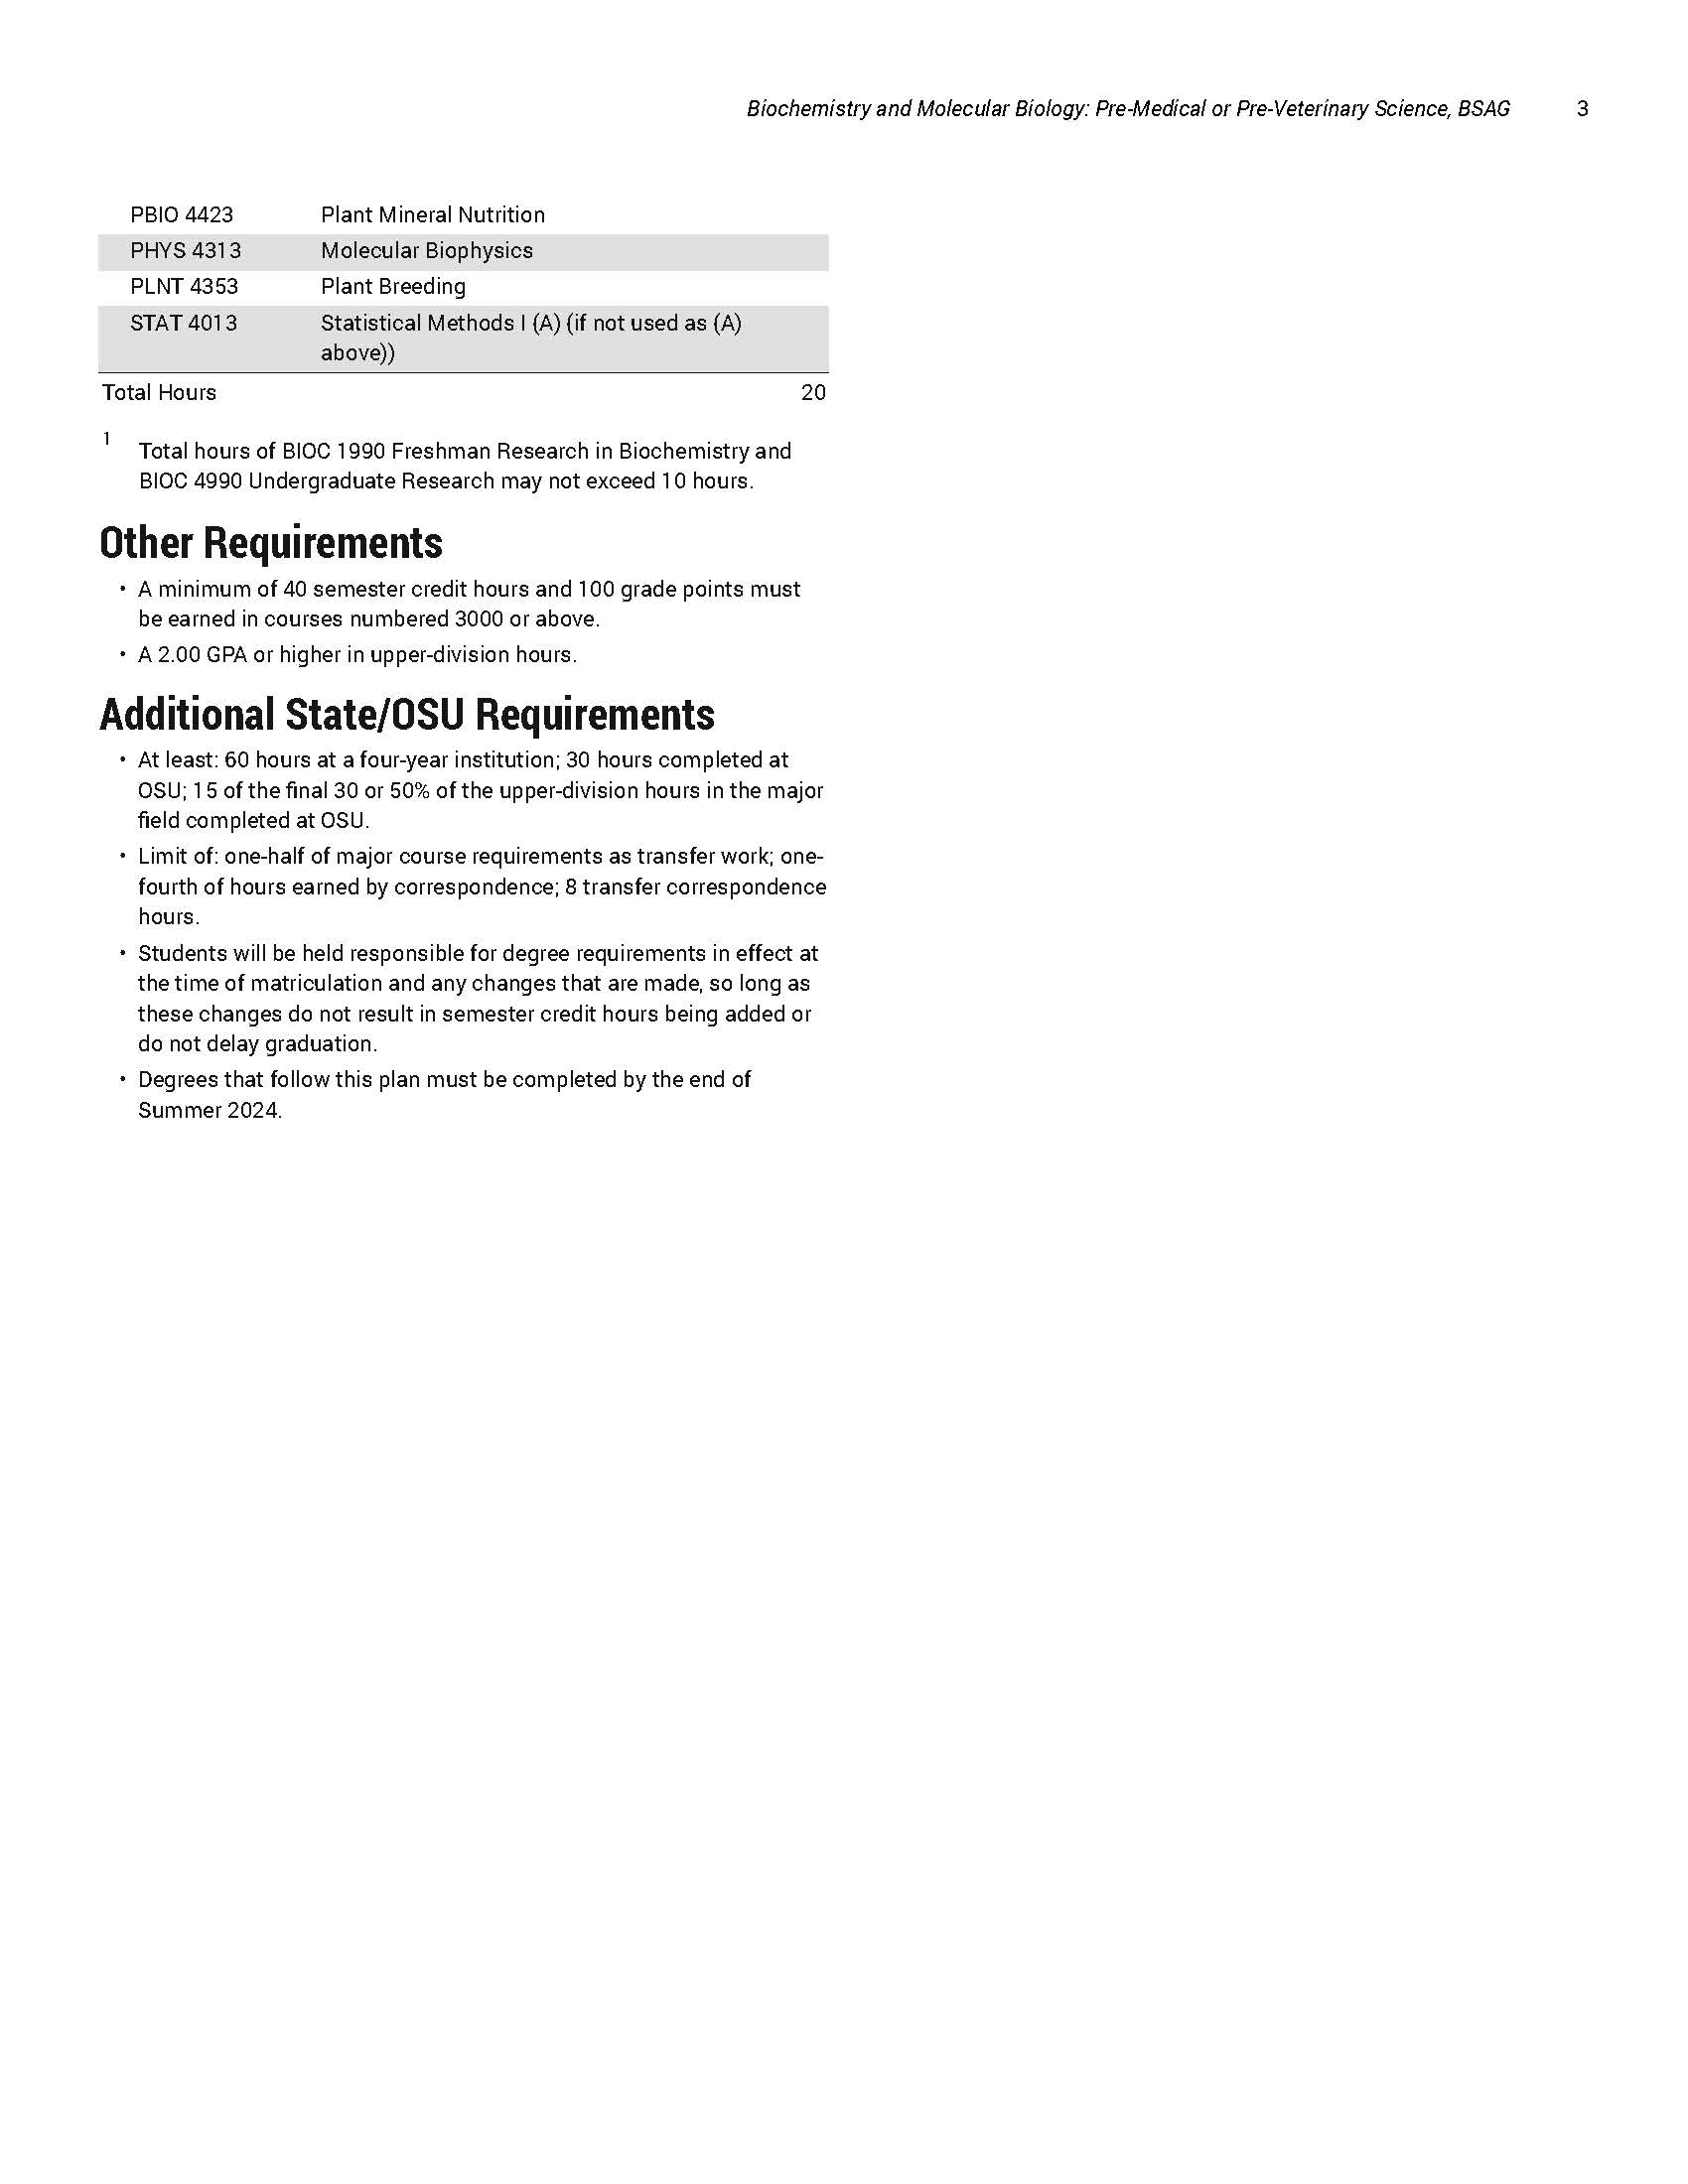 Biochemistry and Molecular Biology: Pre-Medical or Pre-Veterinary Science, BSAG 3
PBIO 4423 Plant Mineral Nutrition
PHYS 4313 Molecular Biophysics
PLNT 4353 Plant Breeding
STAT 4013 Statistical Methods I (A) (if not used as (A)
above))
Total Hours 20
1 Total hours of BIOC 1990 Freshman Research in Biochemistry and
BIOC 4990 Undergraduate Research may not exceed 10 hours.
Other Requirements
• A minimum of 40 semester credit hours and 100 grade points must
be earned in courses numbered 3000 or above.
• A 2.00 GPA or higher in upper-division hours.
Additional State/OSU Requirements
• At least: 60 hours at a four-year institution; 30 hours completed at
OSU; 15 of the final 30 or 50% of the upper-division hours in the major
field completed at OSU.
• Limit of: one-half of major course requirements as transfer work; one-
fourth of hours earned by correspondence; 8 transfer correspondence
hours.
• Students will be held responsible for degree requirements in effect at
the time of matriculation and any changes that are made, so long as
these changes do not result in semester credit hours being added or
do not delay graduation.
• Degrees that follow this plan must be completed by the end of
Summer 2024.